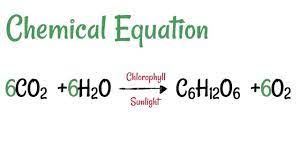 Chemical Equation
Chlorophyll
6CO₂ +6H₂O → C₆H₁₂O₆ +6O₂
Sunlight